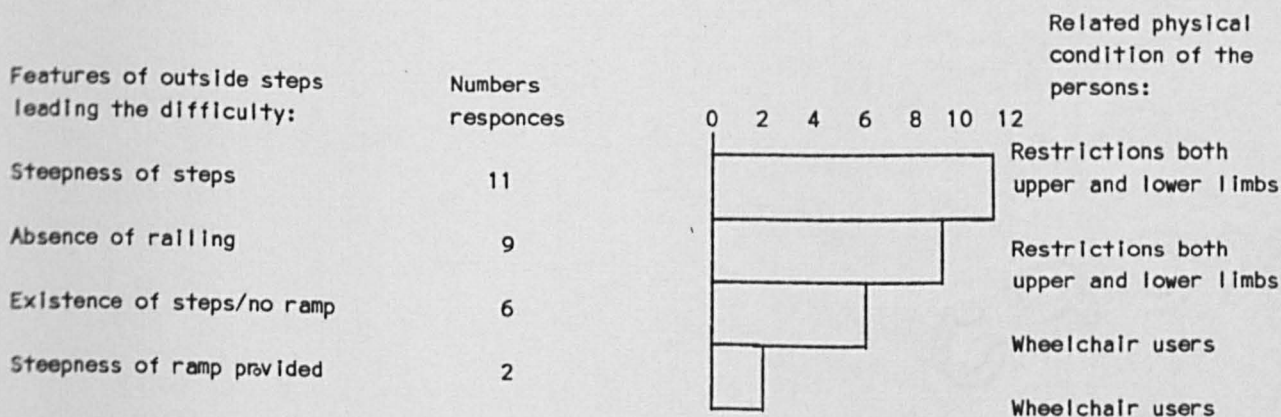 Related physical
condition of the
persons:
Features of outside steps
leading the difficulty:
Numbers
responces
0 2 4 6 8 10 12
Steepness of steps 11 Restrictions both
upper and lower limbs
Absence of railing 9 Restrictions both
upper and lower limbs
Existence of steps/no ramp 6 Wheelchair users
Steepness of ramp provided 2 Wheelchair users